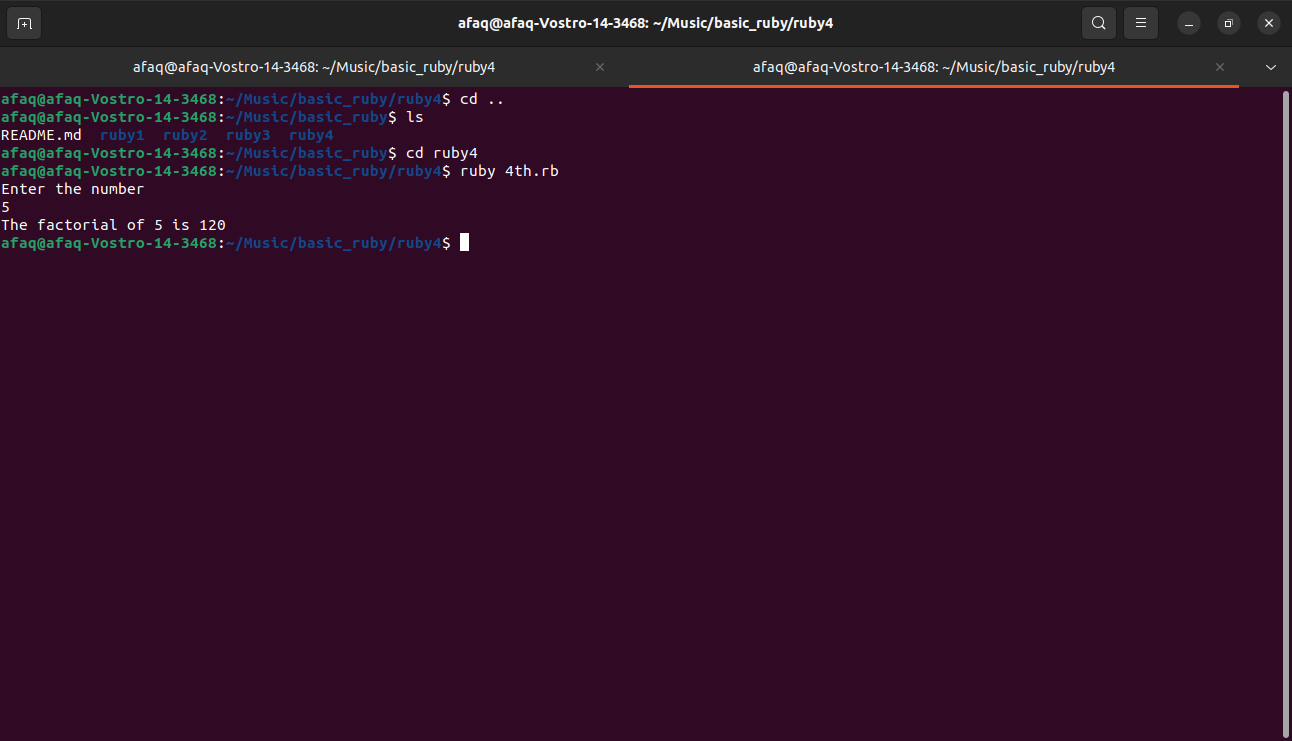 afaq@afaq-Vostro-14-3468: ~/Music/basic_ruby/ruby4
afaq@afaq-Vostro-14-3468: ~/Music/basic_ruby/ruby4
afaq@afaq-Vostro-14-3468: ~/Music/basic_ruby/ruby4
afaq@afaq-Vostro-14-3468:~/Music/basic_ruby/ruby4$ cd ..
afaq@afaq-Vostro-14-3468:~/Music/basic_ruby$ ls
README.md  ruby1  ruby2  ruby3  ruby4
afaq@afaq-Vostro-14-3468:~/Music/basic_ruby$ cd ruby4
afaq@afaq-Vostro-14-3468:~/Music/basic_ruby/ruby4$ ruby 4th.rb
Enter the number
5
The factorial of 5 is 120
afaq@afaq-Vostro-14-3468:~/Music/basic_ruby/ruby4$